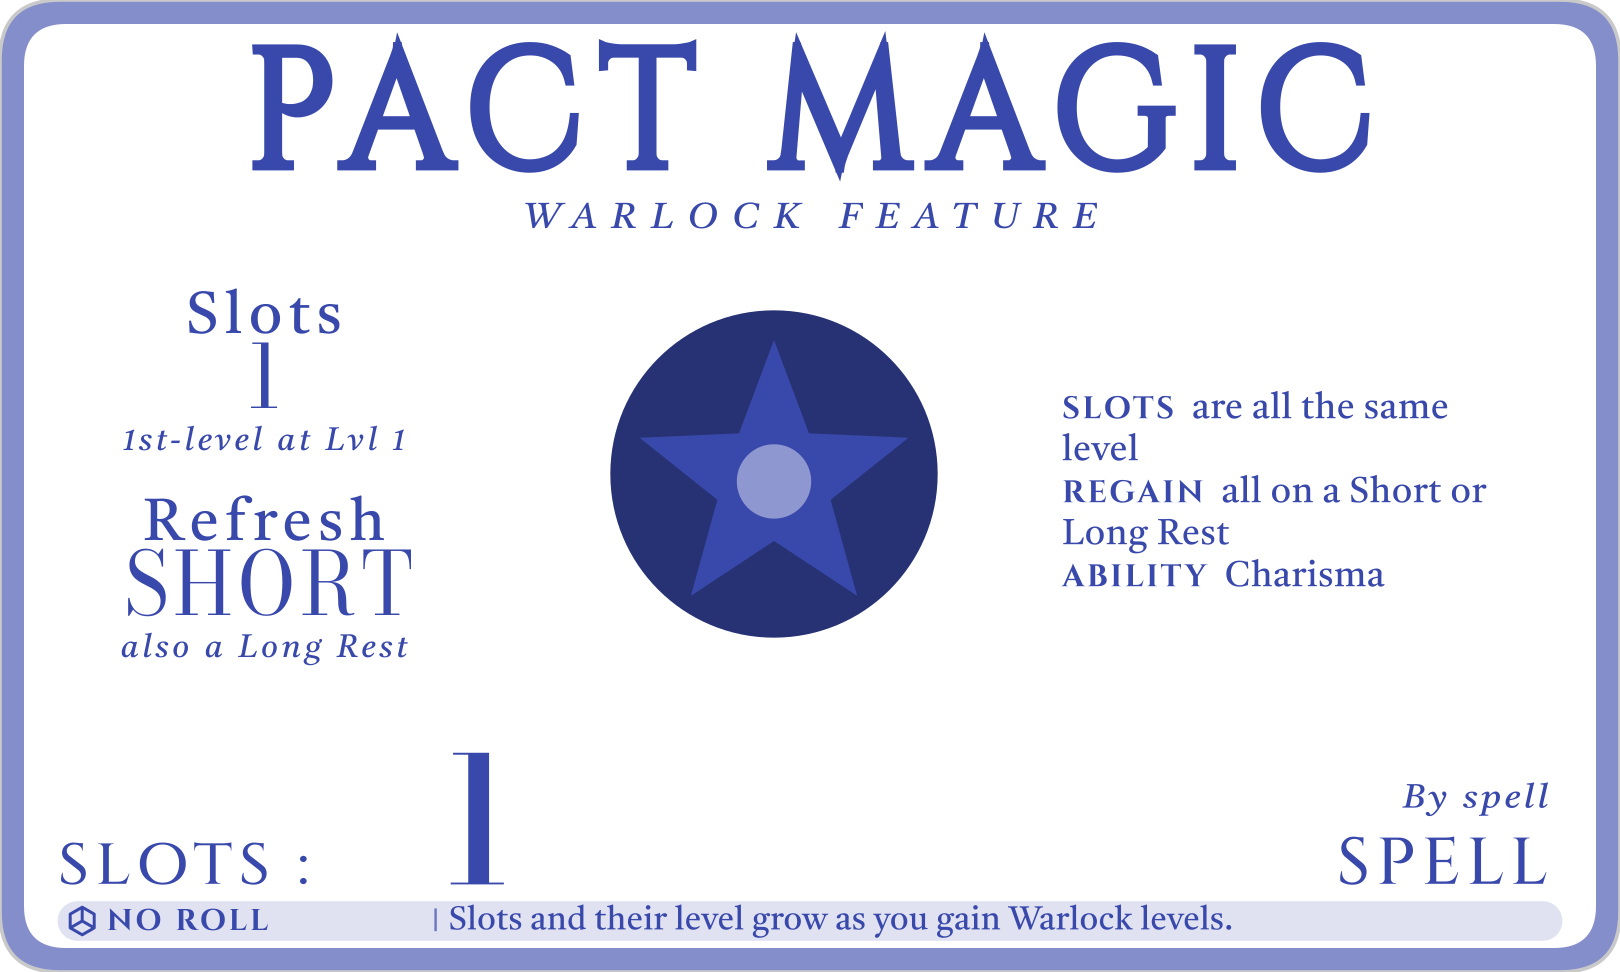 PACT MAGIC
WARLOCK FEATURE
Slots
1
1st-level at Lvl 1
Refresh
SHORT
also a Long Rest
SLOTS are all the same
level
REGAIN all on a Short or
Long Rest
ABILITY Charisma
SLOTS : 1
By spell
SPELL
NO ROLL | Slots and their level grow as you gain Warlock levels.